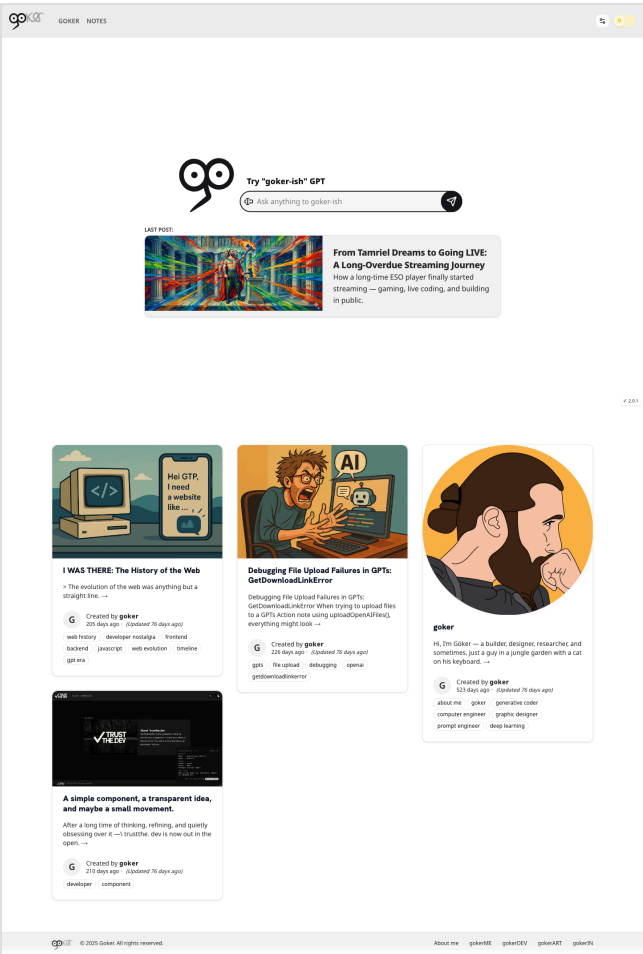 goker
GOKER NOTES
Try "goker-ish" GPT
Ask anything to goker-ish
LAST POST:
From Tamriel Dreams to Going LIVE:
A Long-Overdue Streaming Journey
How a long-time ESO player finally started
streaming — gaming, live coding, and building
in public.
✓ 2.0.1
</>
Hei GTP,
I need
a website
like ...
I WAS THERE: The History of the Web
> The evolution of the web was anything but a
straight line. →
G
Created by goker
205 days ago · (Updated 76 days ago)
web history developer nostalgia frontend
backend javascript web evolution timeline
gpt era
AI
Debugging File Upload Failures in GPTs:
GetDownloadLinkError
Debugging File Upload Failures in GPTs:
GetDownloadLinkError When trying to upload files
to a GPTs Action note using uploadOpenAIFiles(),
everything might look →
G
Created by goker
226 days ago · (Updated 76 days ago)
gpts file upload debugging openai
getdownloadlinkerror
goker
Hi, I'm Göker — a builder, designer, researcher, and
sometimes, just a guy in a jungle garden with a cat
on his keyboard. →
G
Created by goker
523 days ago · (Updated 76 days ago)
about me goker generative coder
computer engineer graphic designer
prompt engineer deep learning
TRUST
THE.DEV
A simple component, a transparent idea,
and maybe a small movement.
After a long time of thinking, refining, and quietly
obsessing over it —\ trustthe. dev is now out in the
open. →
G
Created by goker
210 days ago · (Updated 76 days ago)
developer component
goker
© 2025 Goker. All rights reserved.
About me gokerME gokerDEV gokerART gokerIN